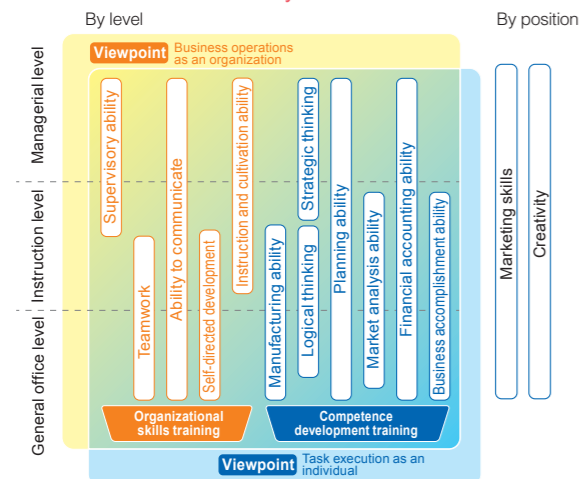 By level
By position
Viewpoint
Business operations
as an organization
Managerial level
Instruction level
General office level
Supervisory ability
Teamwork
Ability to communicate
Self-directed development
Instruction and cultivation ability
Manufacturing ability
Strategic thinking
Logical thinking
Planning ability
Market analysis ability
Financial accounting ability
Business accomplishment ability
Marketing skills
Creativity
Organizational
skills training
Competence
development training
Viewpoint
Task execution as an
individual